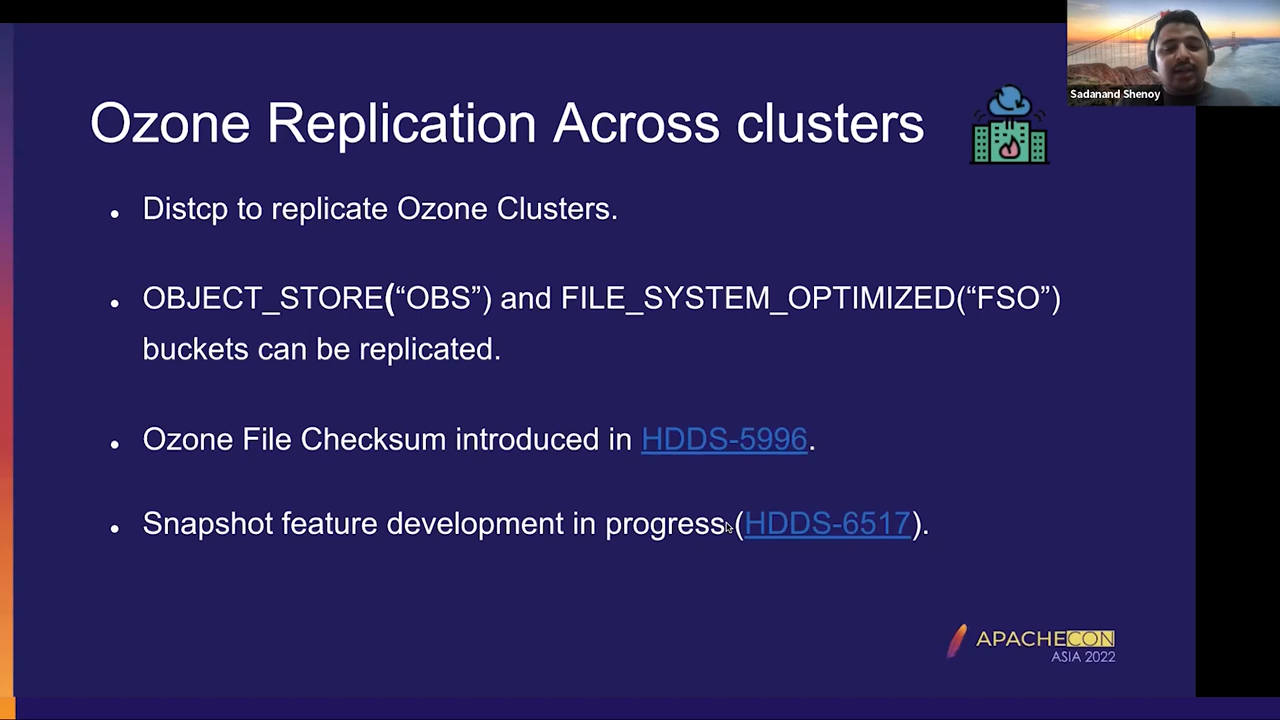 Sadanand Shenoy
Ozone Replication Across clusters
Distcp to replicate Ozone Clusters.
OBJECT_STORE(“OBS”) and FILE_SYSTEM_OPTIMIZED(“FSO”)
buckets can be replicated.
Ozone File Checksum introduced in HDDS-5996.
Snapshot feature development in progress (HDDS-6517).
APACHECON
ASIA 2022